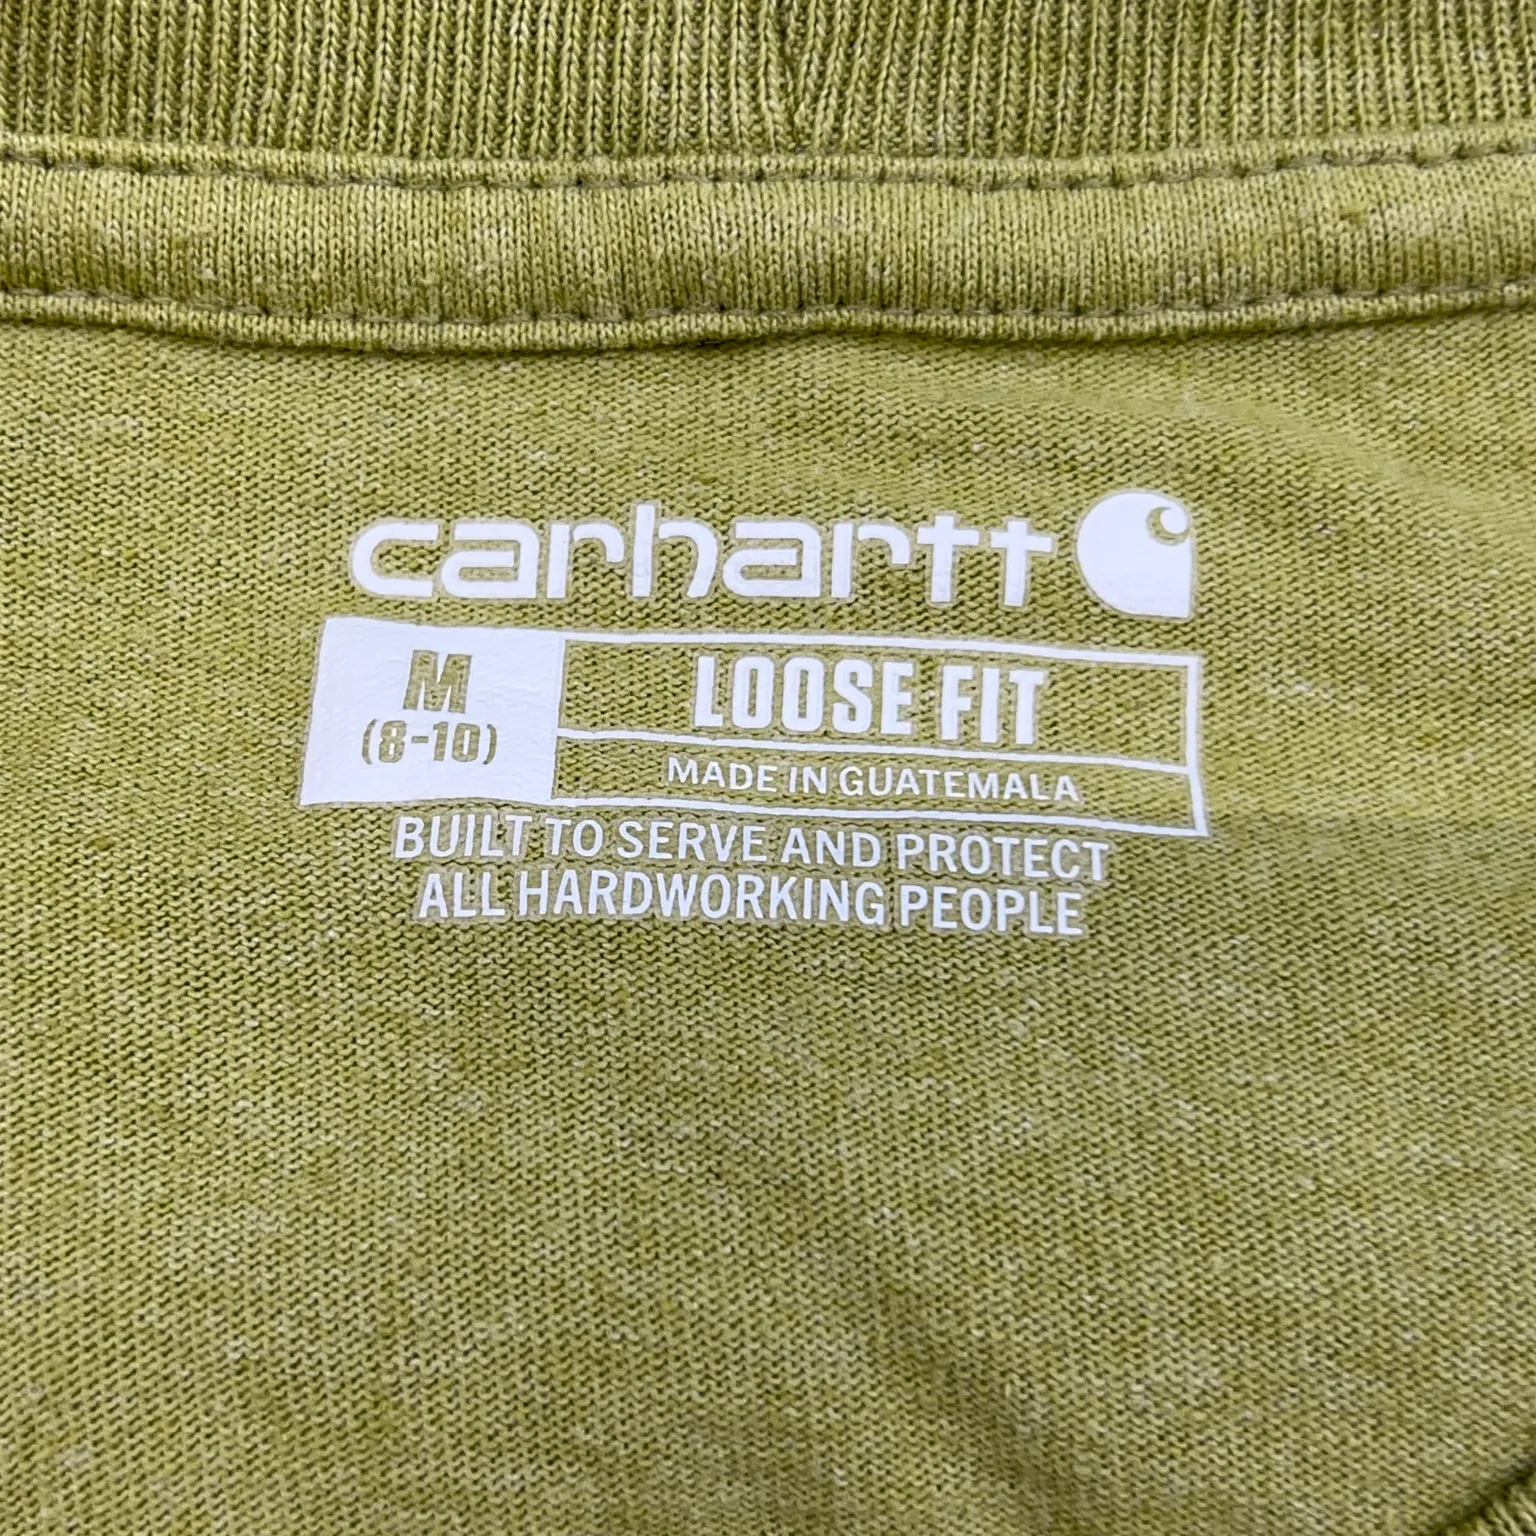 carhartt
M
(8-10)
LOOSE FIT
MADE IN GUATEMALA
BUILT TO SERVE AND PROTECT
ALL HARDWORKING PEOPLE